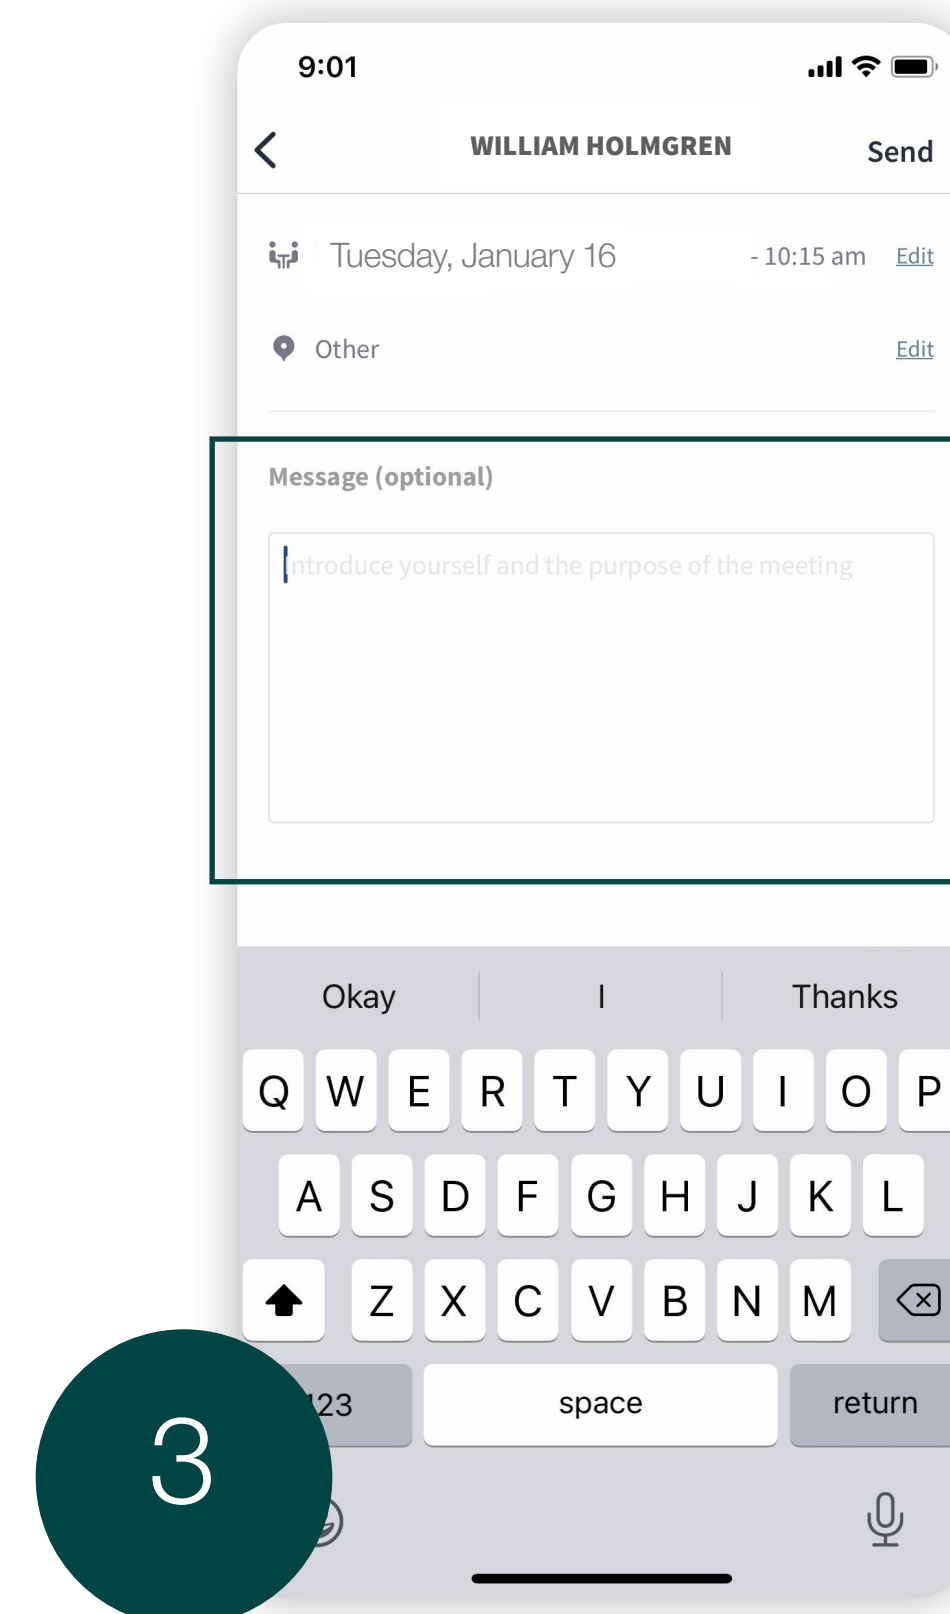 9:01
WILLIAM HOLMGREN
Send
Tuesday, January 16 - 10:15 am Edit
Other Edit
Message (optional)
Introduce yourself and the purpose of the meeting
Okay I Thanks
Q W E R T Y U I O P
A S D F G H J K L
Z X C V B N M
123 space return
3